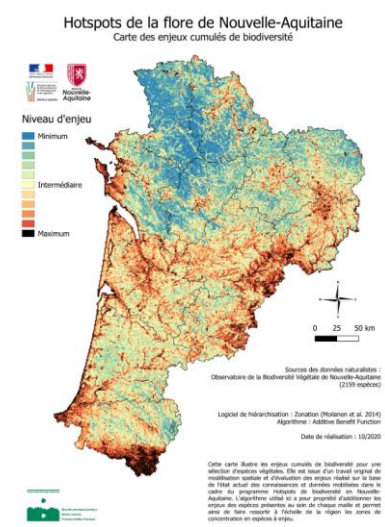 Hotspots de la flore de Nouvelle-Aquitaine
Carte des enjeux cumulés de biodiversité
Nouvelle-
Aquitaine
Niveau d'enjeu
Minimum
Intermédiaire
Maximum
0 25 50 km
Sources des données naturalistes :
Observatoire de la Biodiversité Végétale de Nouvelle-Aquitaine
(2159 espèces)
Logiciel de hiérarchisation : Zonation (Moilanen et al. 2014)
Algorithme : Additive Benefit Function
Date de réalisation : 10/2020
Cette carte illustre les enjeux cumulés de biodiversité pour une
sélection d'espèces végétales. Elle est issue d'un travail original de
modélisation spatiale et d'évaluation des enjeux réalisé sur la base
de l'état actuel des connaissances et données mobilisées dans le
cadre du programme Hotspots de biodiversité en Nouvelle-
Aquitaine. L'algorithme utilisé ici a pour propriété d'additionner les
enjeux des espèces présentes au sein de chaque maille et permet
ainsi de faire ressortir à l'échelle de la région les zones de
concentration en espèces à enjeu.